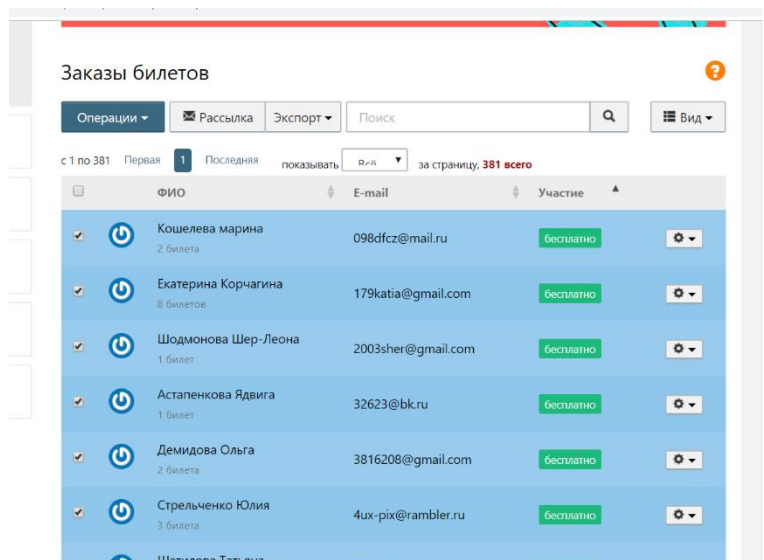 Заказы билетов
Операции Рассылка Экспорт Поиск Вид
с 1 по 381 Первая 1 Последняя показывать за страницу, 381 всего
ФИО E-mail Участие
Кошелева марина 098dfcz@mail.ru бесплатно
2 билета
Екатерина Корчагина 179katia@gmail.com бесплатно
8 билетов
Шодмонова Шер-Леона 2003sher@gmail.com бесплатно
1 билет
Астапенкова Ядвига 32623@bk.ru бесплатно
1 билет
Демидова Ольга 3816208@gmail.com бесплатно
2 билета
Стрельченко Юлия 4ux-pix@rambler.ru бесплатно
3 билета